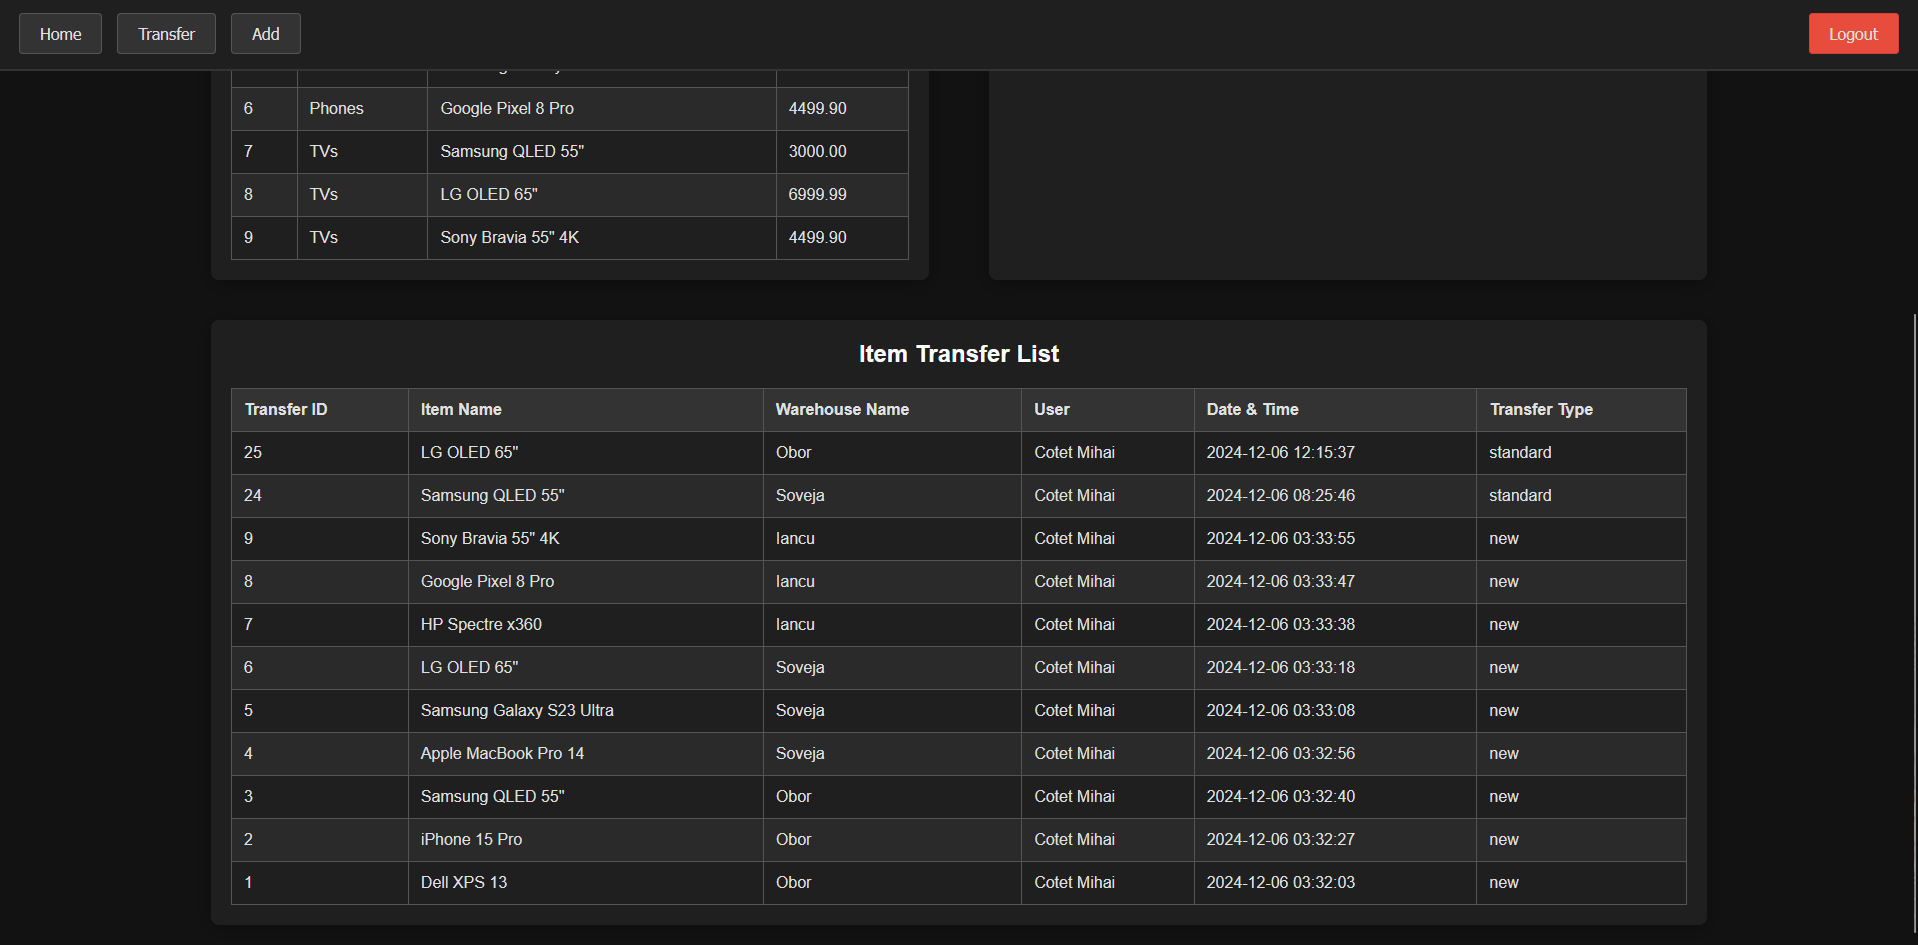 Home Transfer Add Logout
6 Phones Google Pixel 8 Pro 4499.90
7 TVs Samsung QLED 55" 3000.00
8 TVs LG OLED 65" 6999.99
9 TVs Sony Bravia 55" 4K 4499.90
Item Transfer List
Transfer ID Item Name Warehouse Name User Date & Time Transfer Type
25 LG OLED 65" Obor Cotet Mihai 2024-12-06 12:15:37 standard
24 Samsung QLED 55" Soveja Cotet Mihai 2024-12-06 08:25:46 standard
9 Sony Bravia 55" 4K Iancu Cotet Mihai 2024-12-06 03:33:55 new
8 Google Pixel 8 Pro Iancu Cotet Mihai 2024-12-06 03:33:47 new
7 HP Spectre x360 Iancu Cotet Mihai 2024-12-06 03:33:38 new
6 LG OLED 65" Soveja Cotet Mihai 2024-12-06 03:33:18 new
5 Samsung Galaxy S23 Ultra Soveja Cotet Mihai 2024-12-06 03:33:08 new
4 Apple MacBook Pro 14 Soveja Cotet Mihai 2024-12-06 03:32:56 new
3 Samsung QLED 55" Obor Cotet Mihai 2024-12-06 03:32:40 new
2 iPhone 15 Pro Obor Cotet Mihai 2024-12-06 03:32:27 new
1 Dell XPS 13 Obor Cotet Mihai 2024-12-06 03:32:03 new